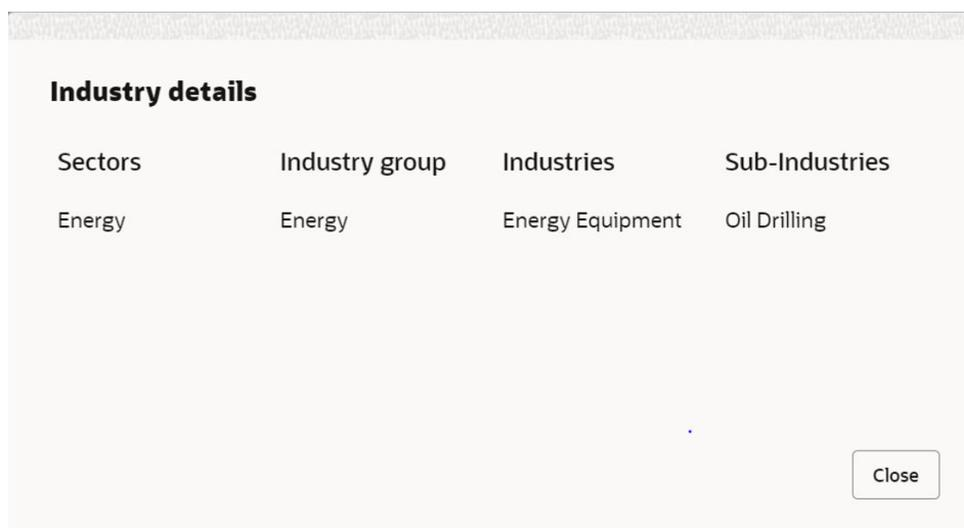 Industry details
Sectors Industry group Industries Sub-Industries
Energy Energy Energy Equipment Oil Drilling
Close